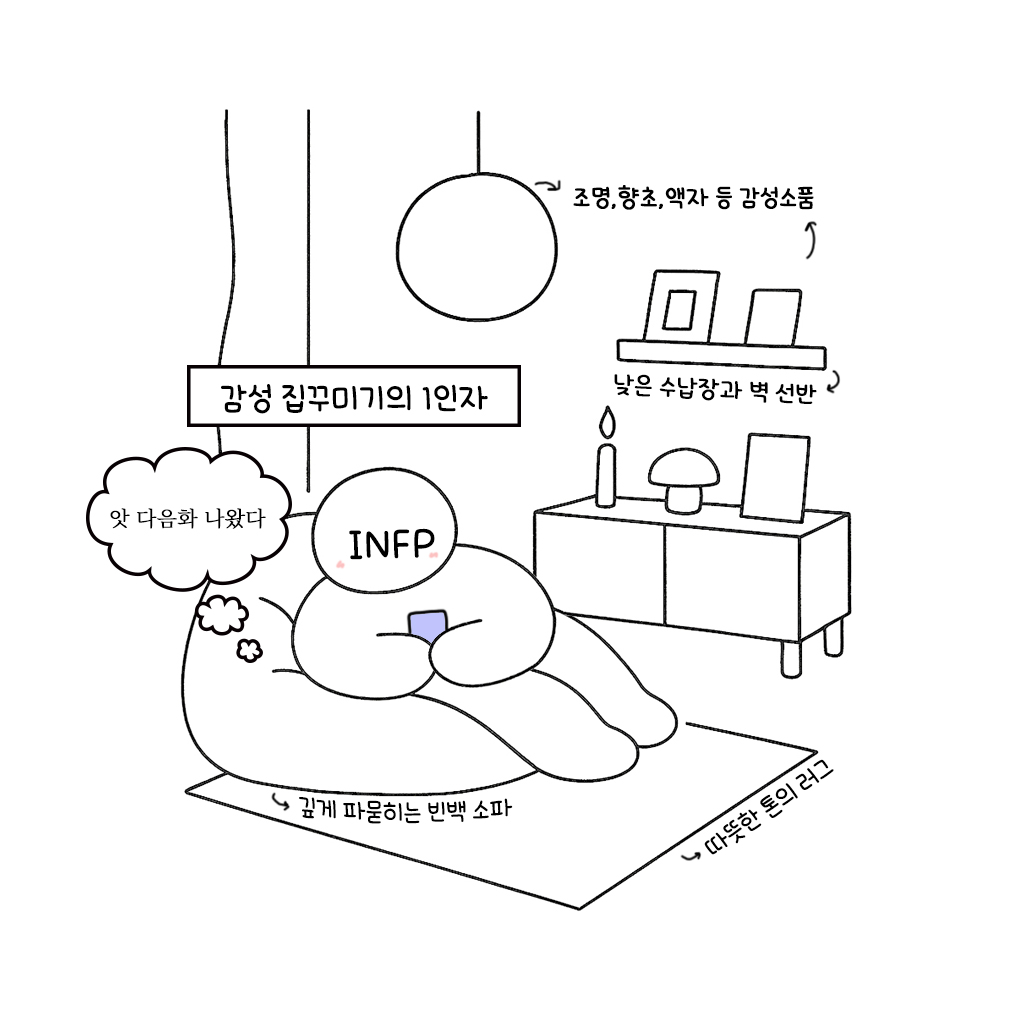 조명,향초,액자 등 감성소품
낮은 수납장과 벽 선반
감성 집꾸미기의 1인자
앗 다음화 나왔다
INFP
깊게 파묻히는 빈백 소파
따뜻한 톤의 러그